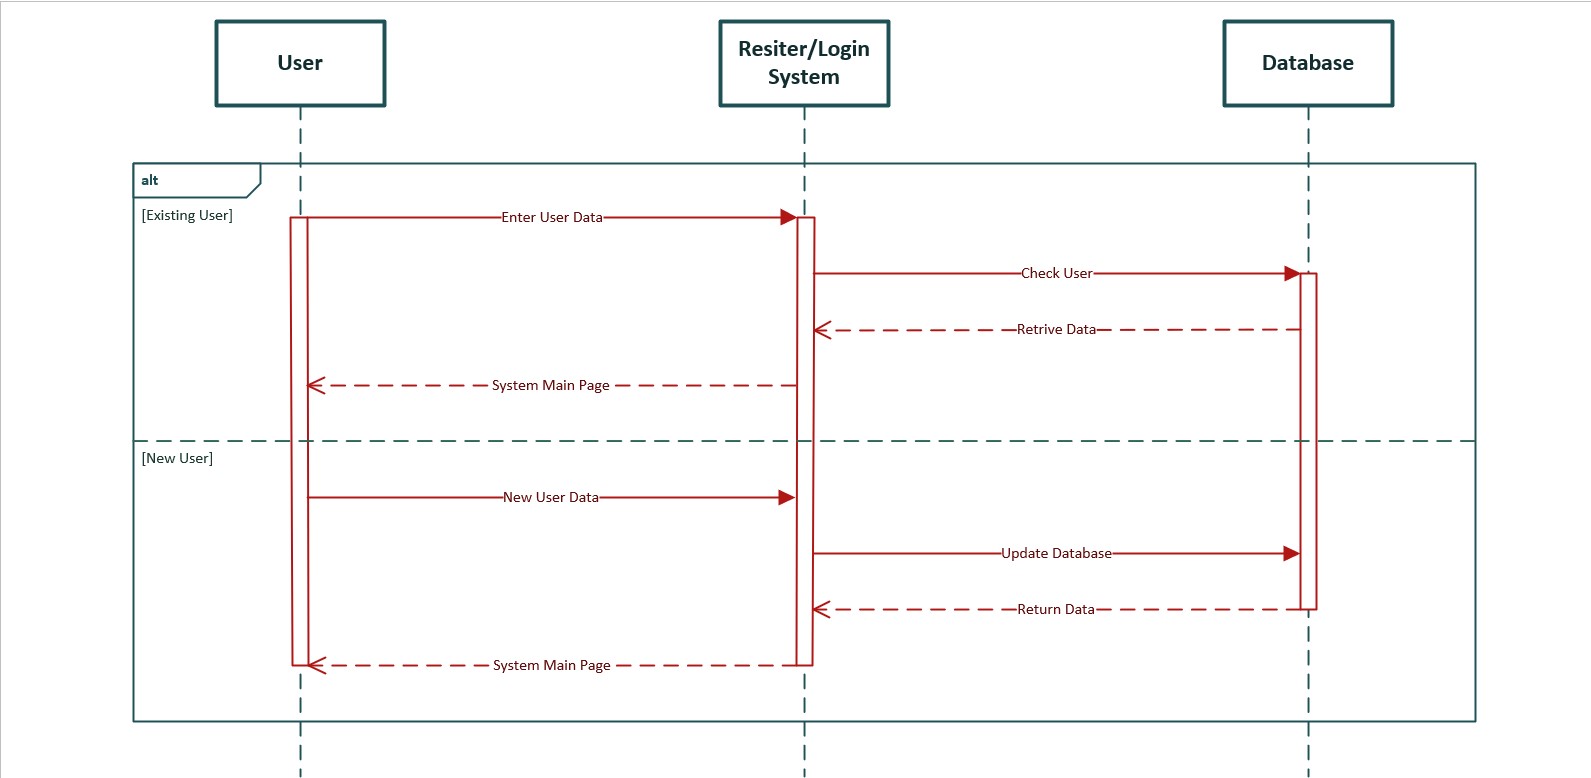 User
Resiter/Login
System
Database
alt
[Existing User]
Enter User Data
Check User
Retrive Data
System Main Page
[New User]
New User Data
Update Database
Return Data
System Main Page